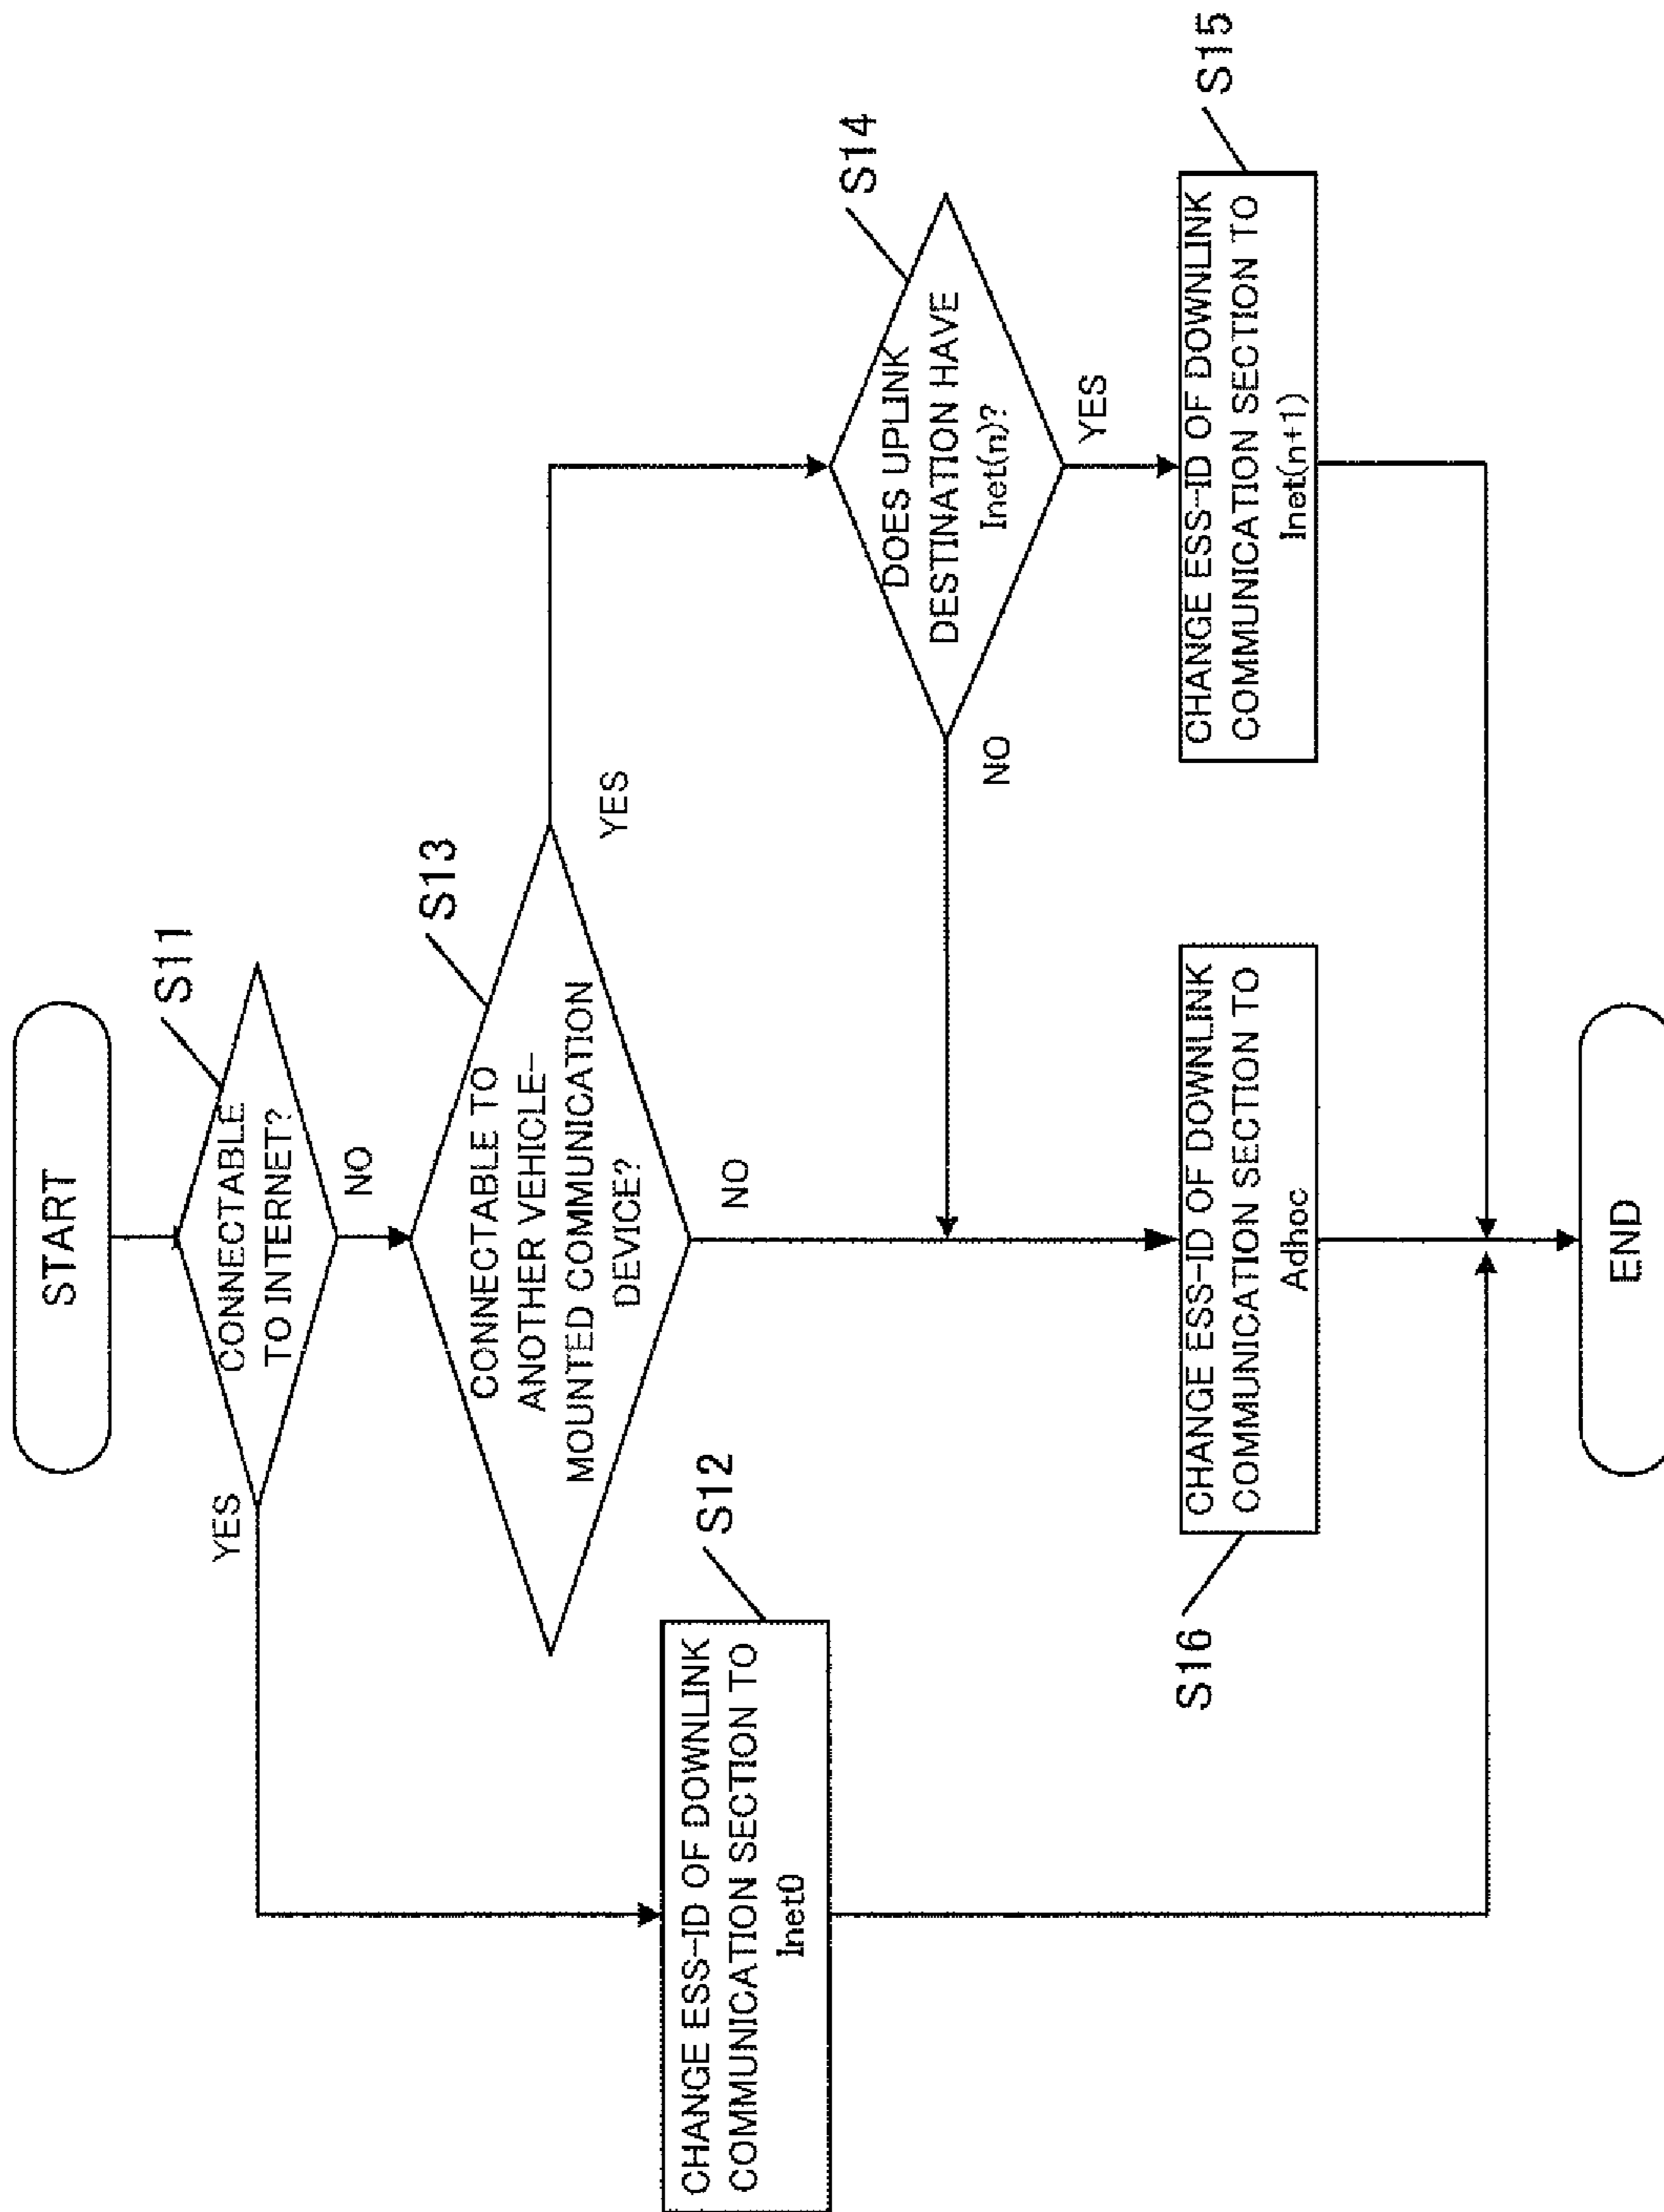 START
S11
CONNECTABLE
TO INTERNET?
YES
NO
S13
CONNECTABLE TO
ANOTHER VEHICLE-
MOUNTED COMMUNICATION
DEVICE?
YES
NO
S12
CHANGE ESS-ID OF DOWNLINK
COMMUNICATION SECTION TO
Inet0
S14
DOES UPLINK
DESTINATION HAVE
Inet(n)?
NO
YES
S16
CHANGE ESS-ID OF DOWNLINK
COMMUNICATION SECTION TO
Adhoc
S15
CHANGE ESS-ID OF DOWNLINK
COMMUNICATION SECTION TO
Inet(n+1)
END